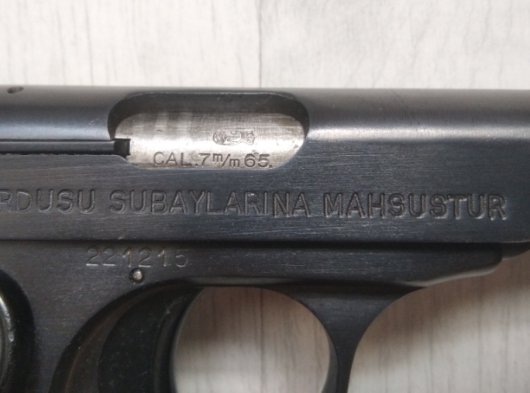 CAL.7m/m65.
RDUSU SUBAYLARINA MAHSUSTUR
221215